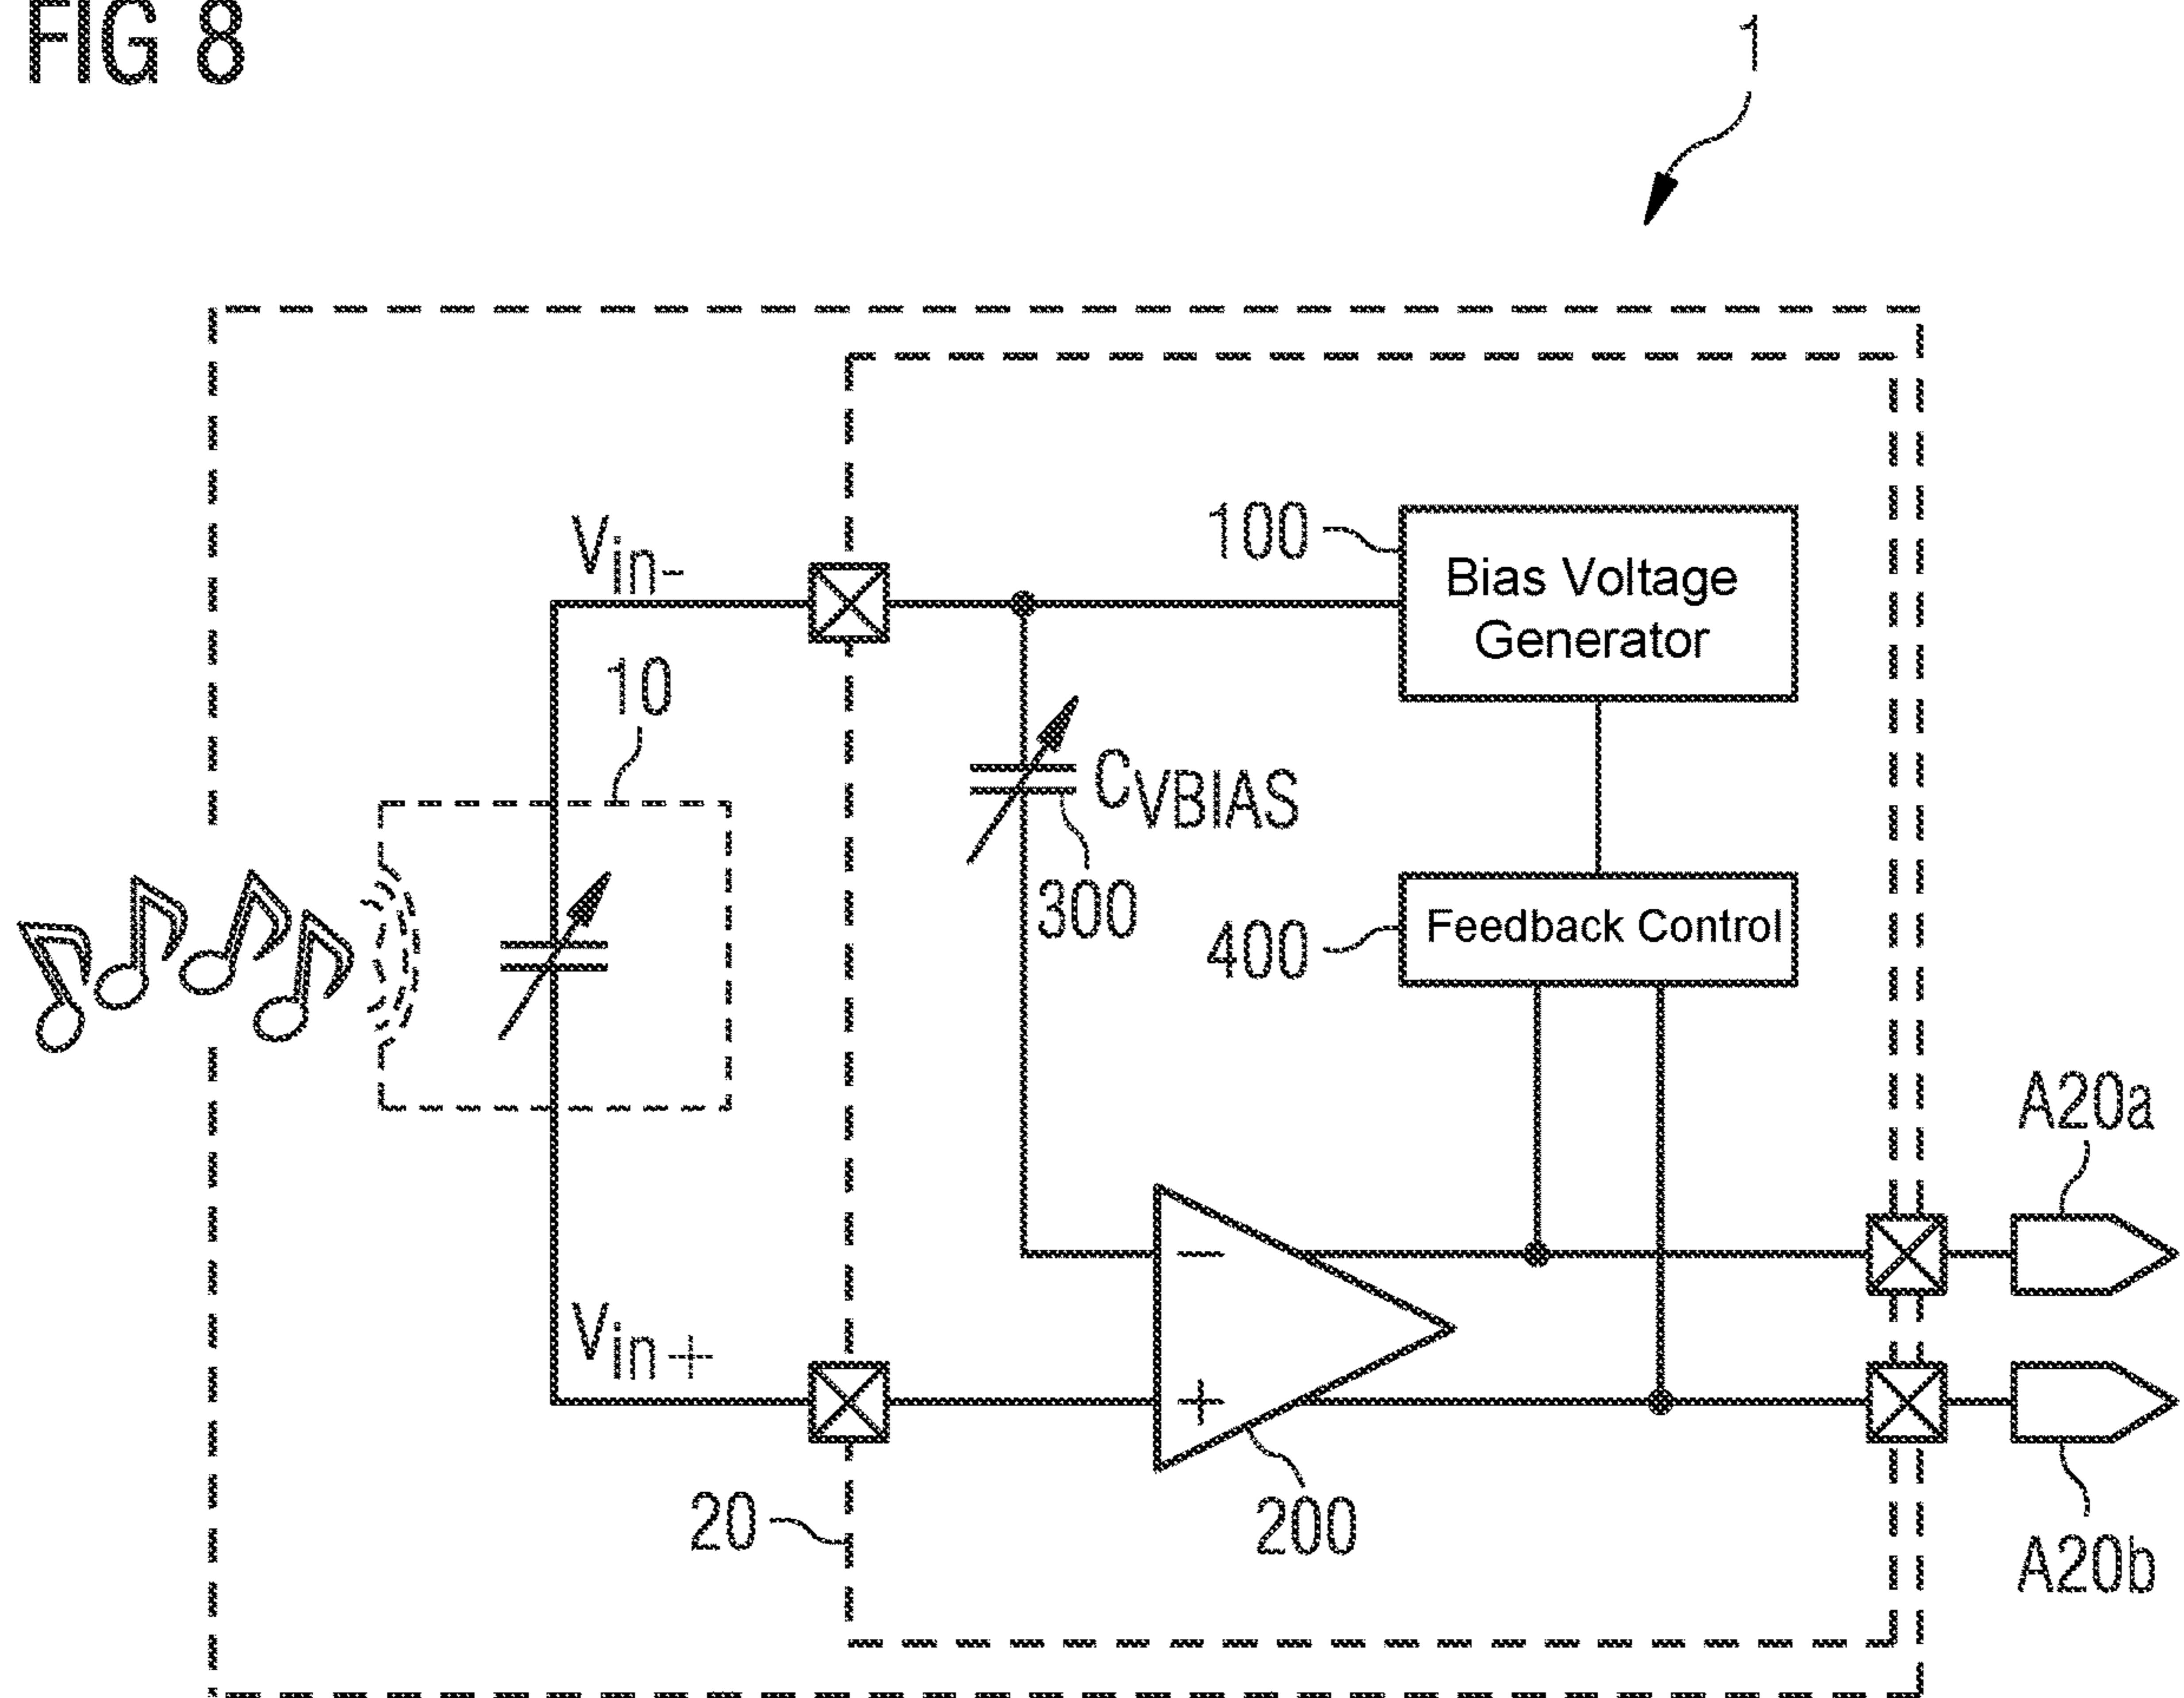 FIG 8
1
Vin-
100
Bias Voltage
Generator
10
CVBIAS
300
400
Feedback Control
A20a
Vin+
-
+
20
200
A20b